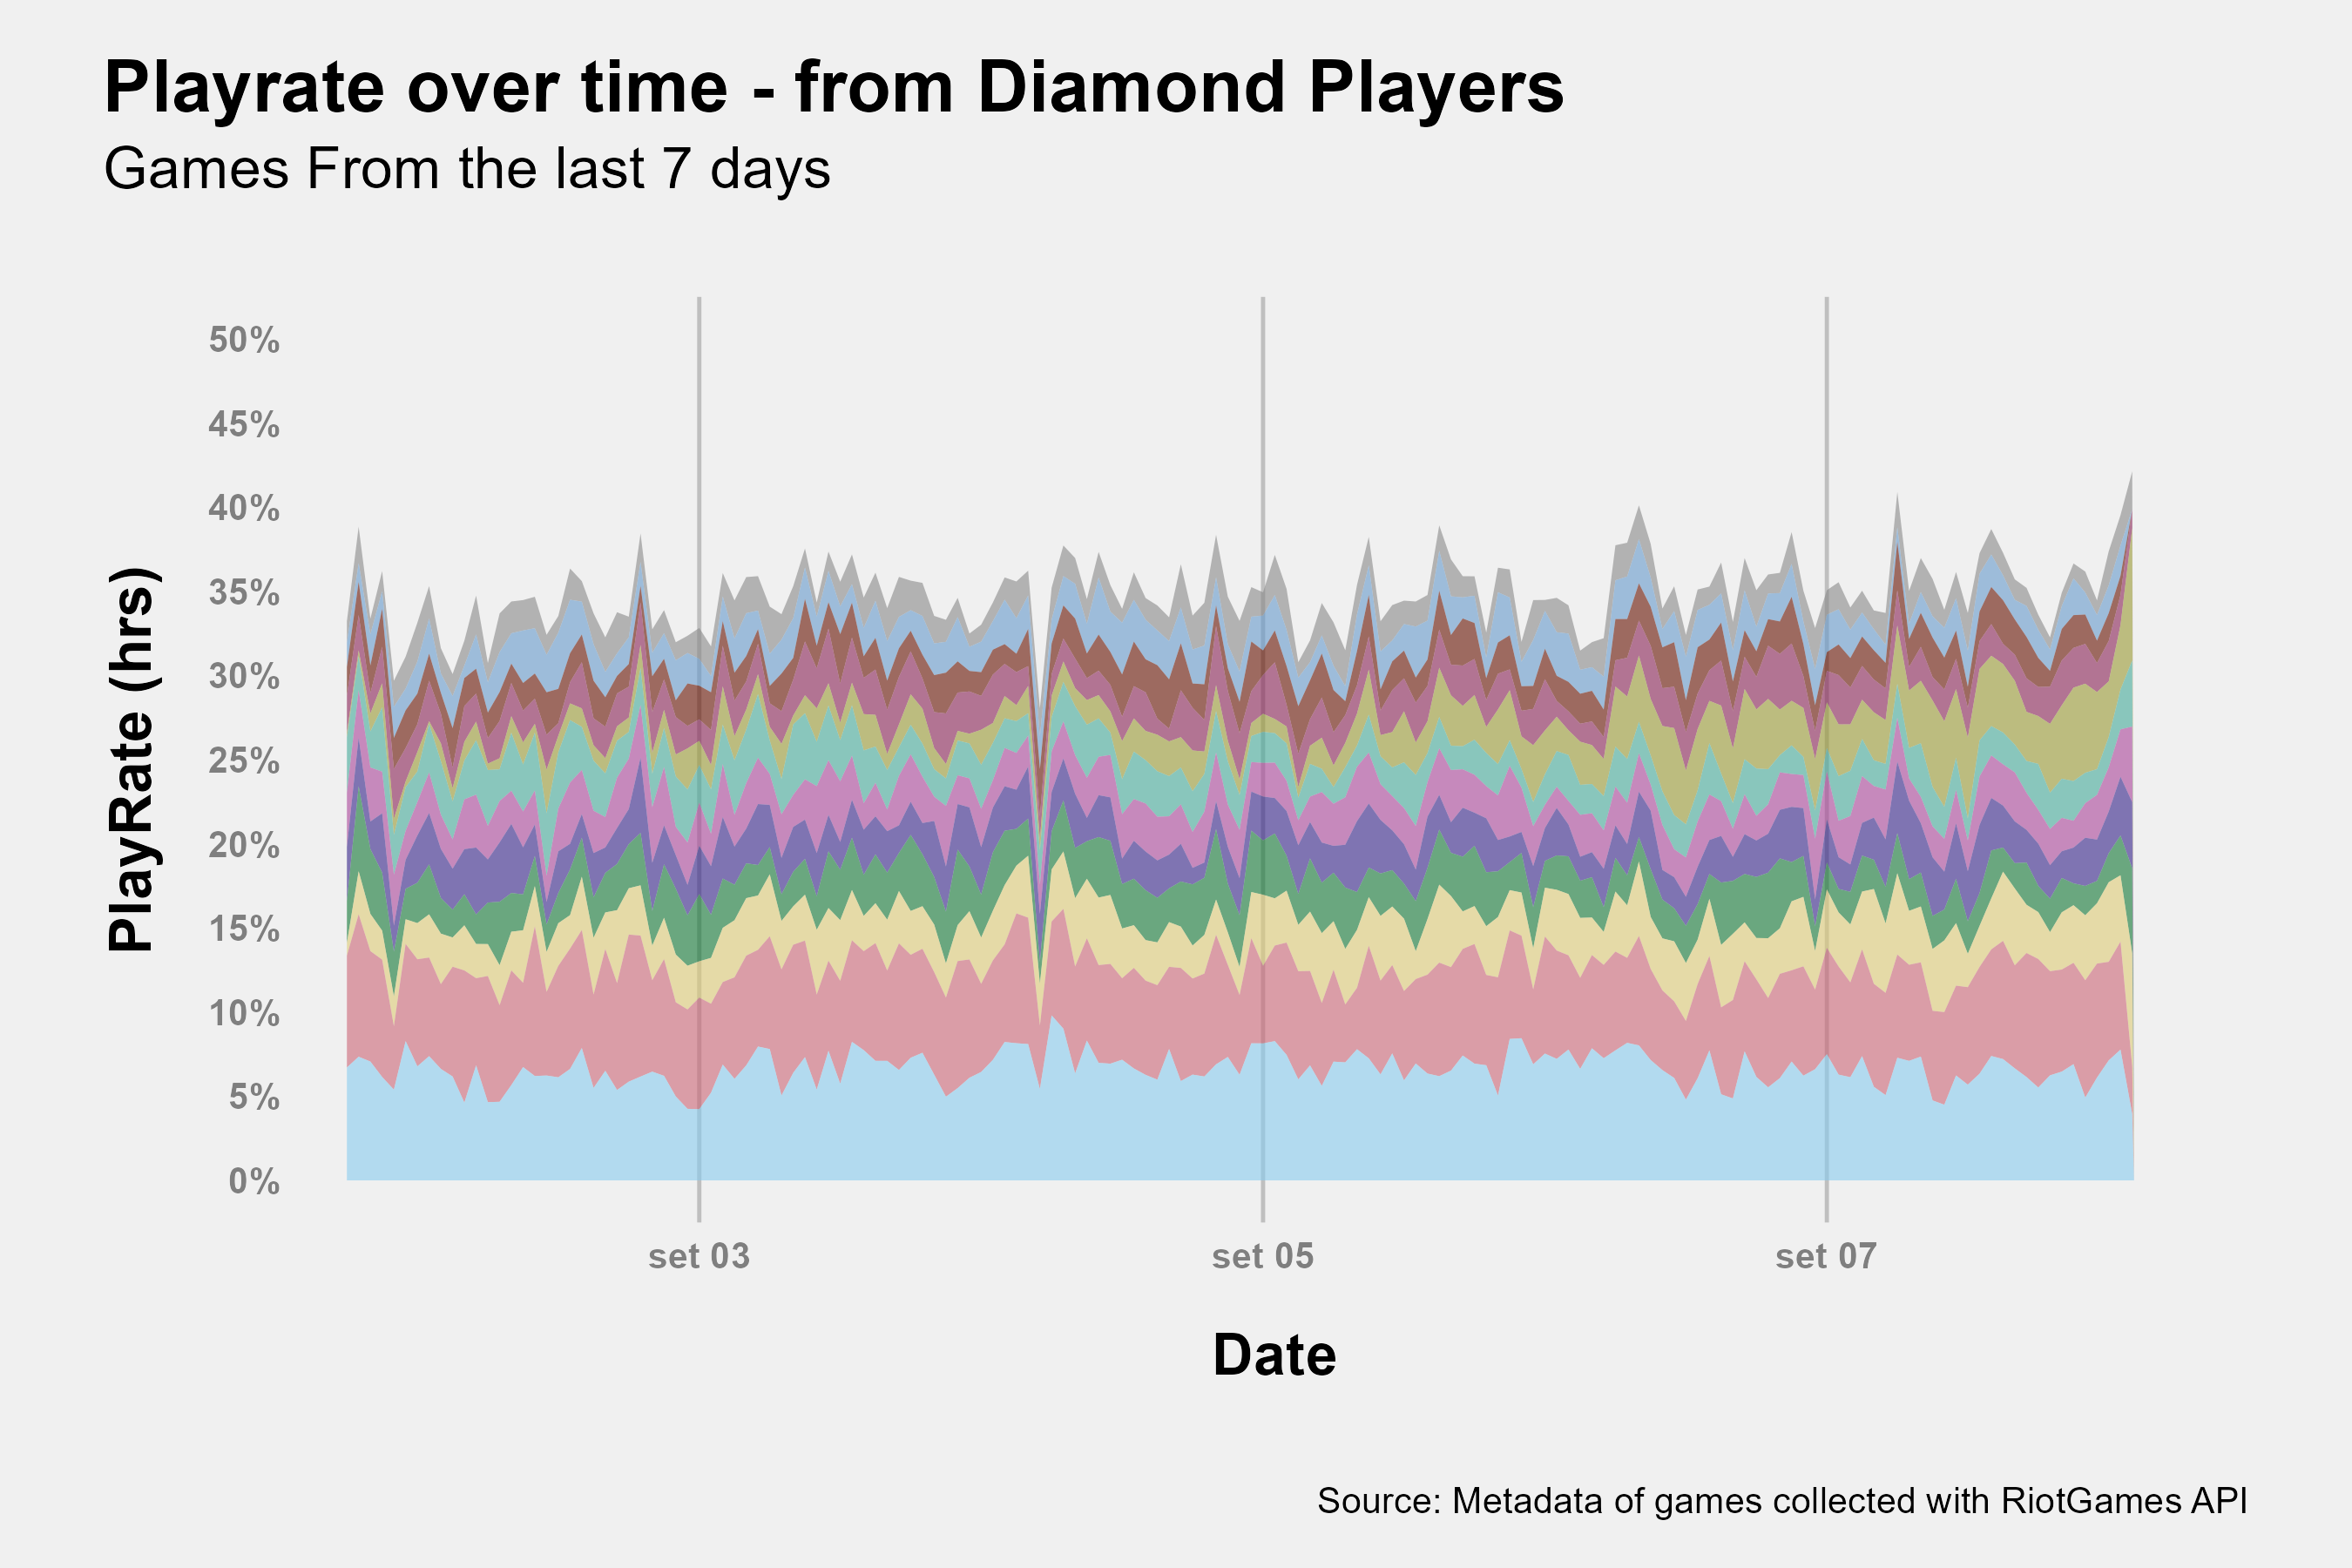 Playrate over time - from Diamond Players
Games From the last 7 days
50%
45%
40%
35%
30%
25%
20%
15%
10%
5%
0%
PlayRate (hrs)
set 03
set 05
set 07
Date
Source: Metadata of games collected with RiotGames API